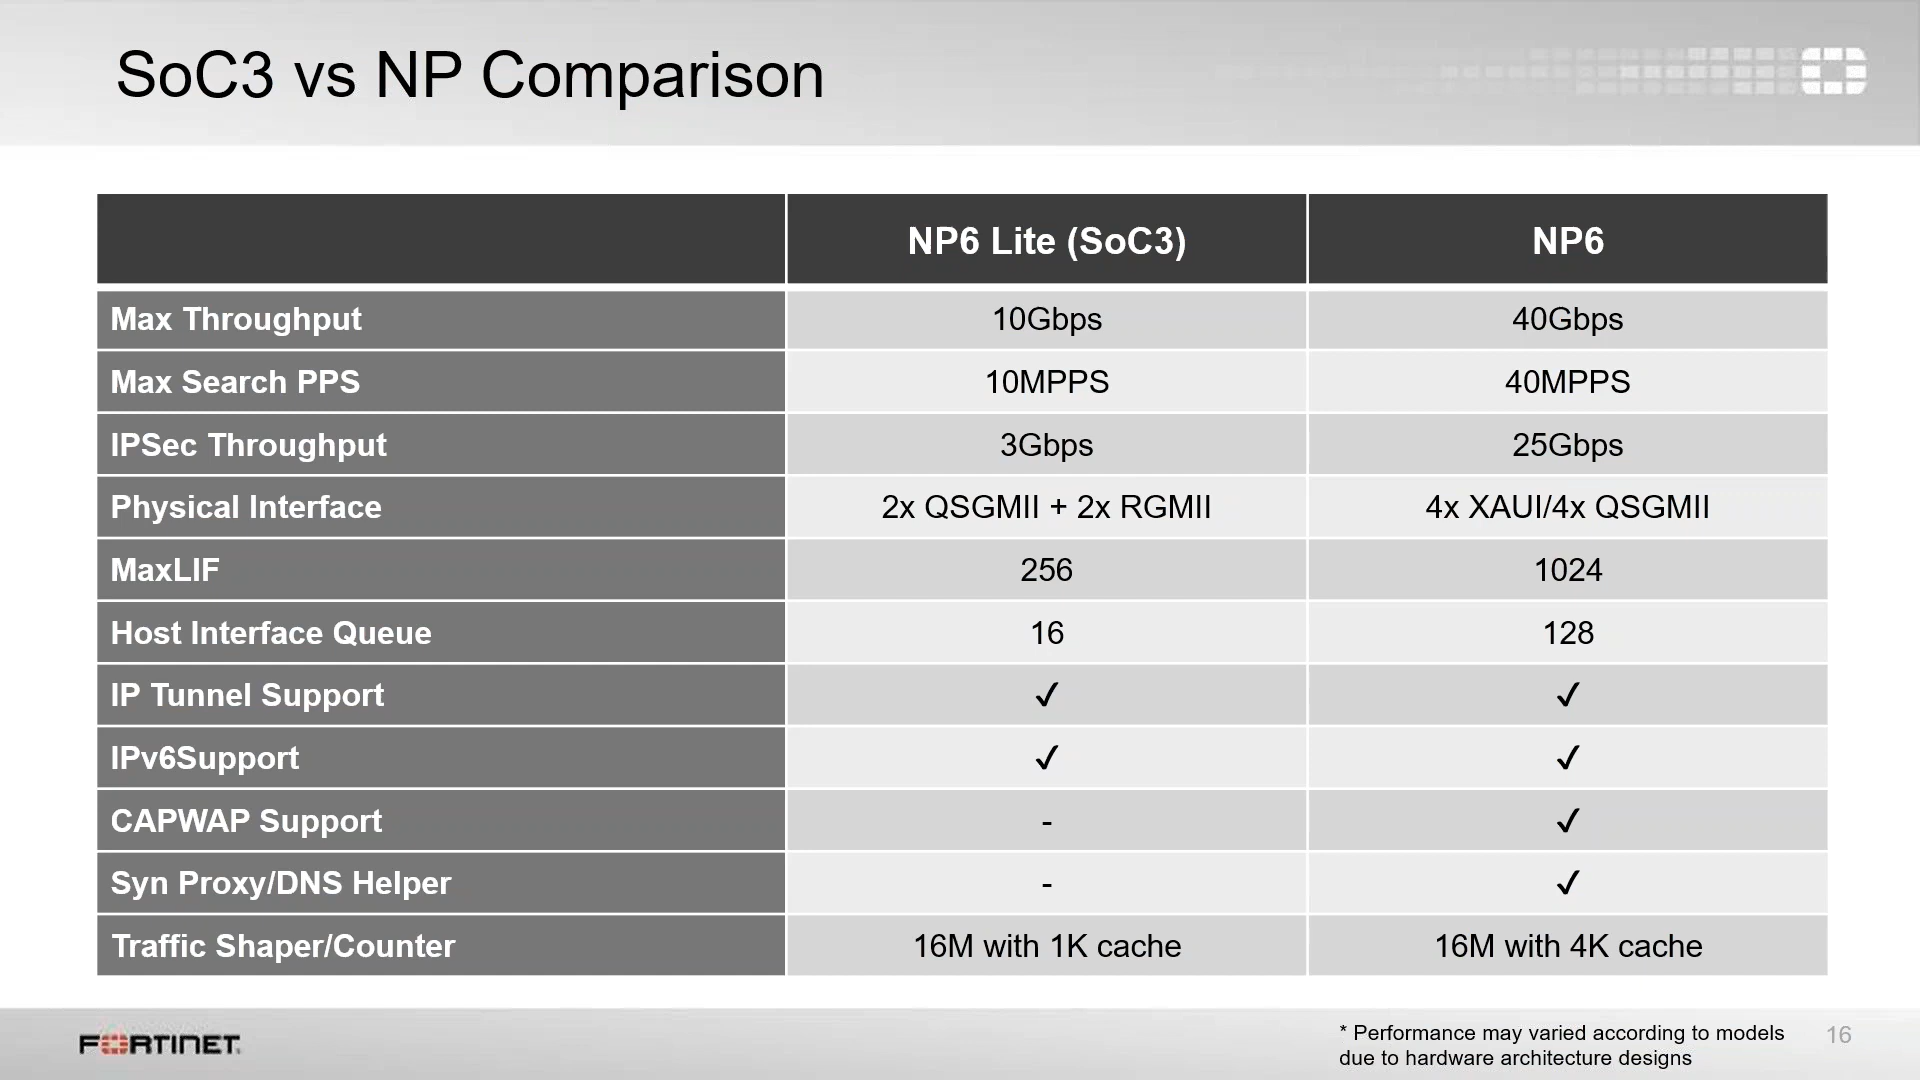 SoC3 vs NP Comparison
NP6 Lite (SoC3) NP6
Max Throughput 10Gbps 40Gbps
Max Search PPS 10MPPS 40MPPS
IPSec Throughput 3Gbps 25Gbps
Physical Interface 2x QSGMII + 2x RGMII 4x XAUI/4x QSGMII
MaxLIF 256 1024
Host Interface Queue 16 128
IP Tunnel Support ✓ ✓
IPv6Support ✓ ✓
CAPWAP Support - ✓
Syn Proxy/DNS Helper - ✓
Traffic Shaper/Counter 16M with 1K cache 16M with 4K cache
FORTINET
* Performance may varied according to models
due to hardware architecture designs
16